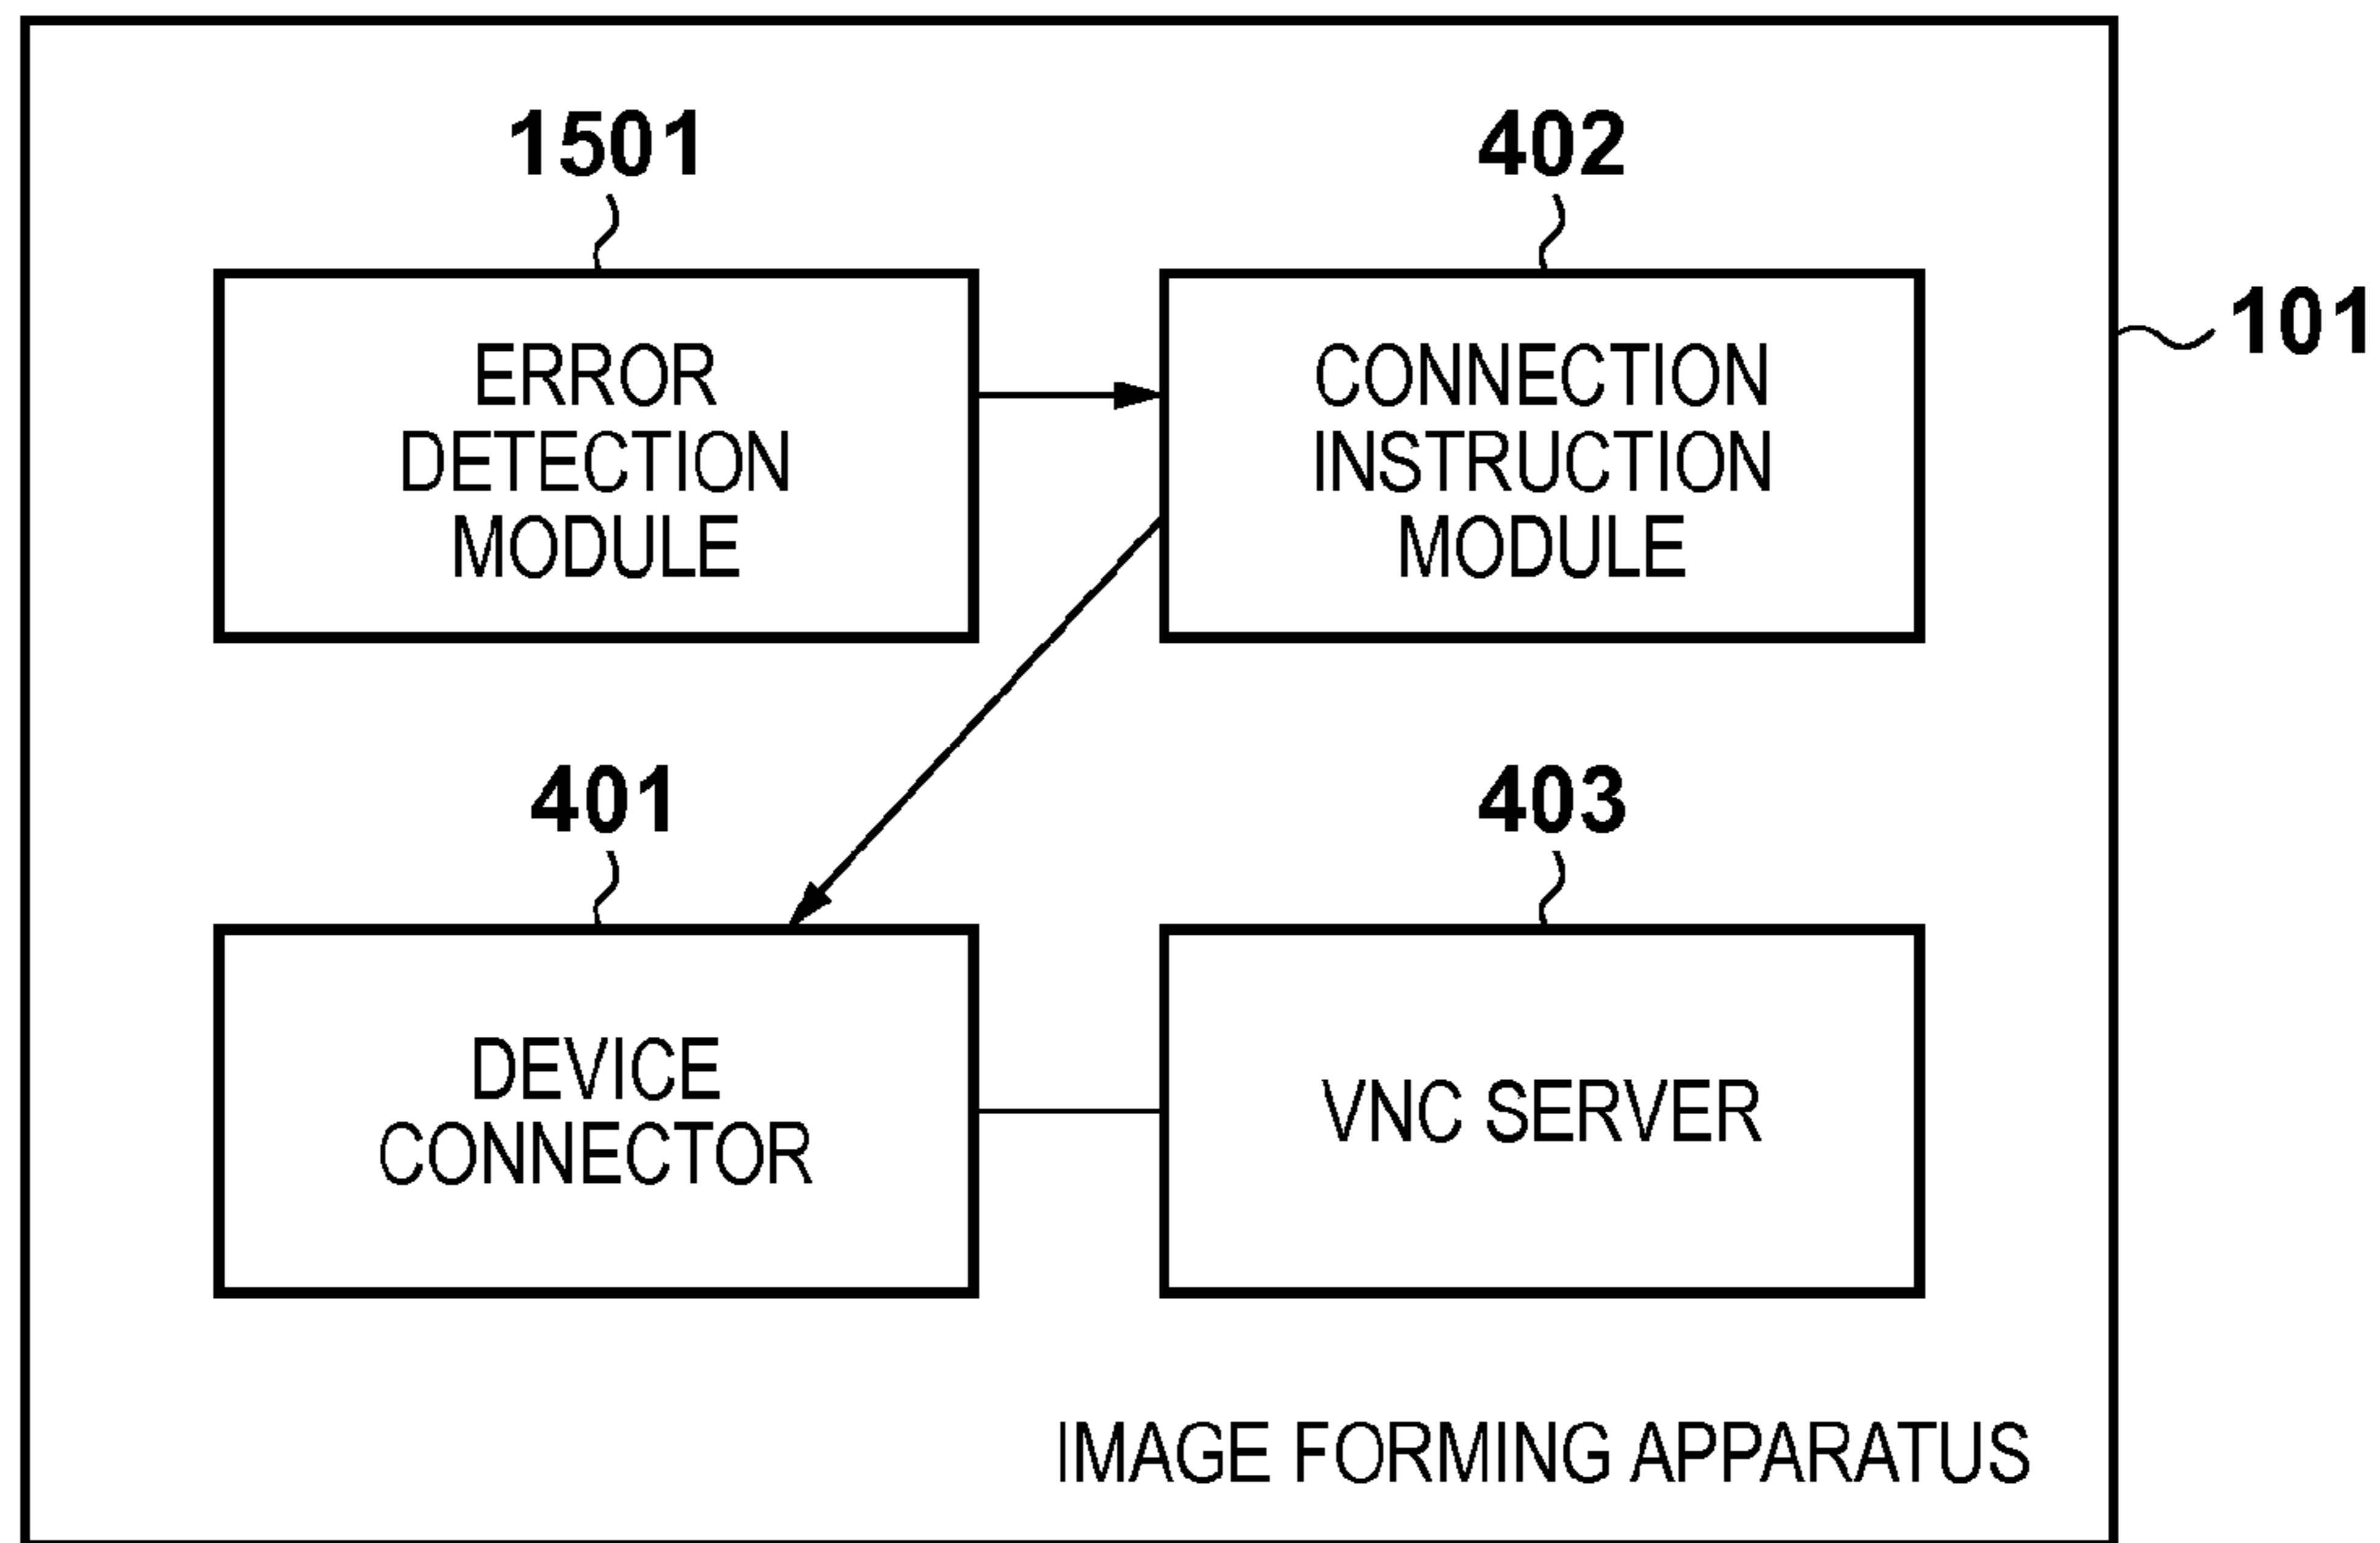 1501
402
ERROR
DETECTION
MODULE
CONNECTION
INSTRUCTION
MODULE
101
401
403
DEVICE
CONNECTOR
VNC SERVER
IMAGE FORMING APPARATUS